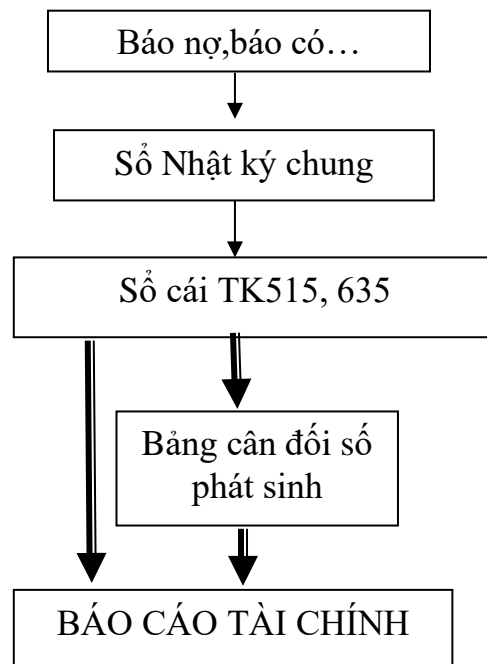 Báo nợ,báo có…
Sổ Nhật ký chung
Sổ cái TK515, 635
Bảng cân đối số
phát sinh
BÁO CÁO TÀI CHÍNH